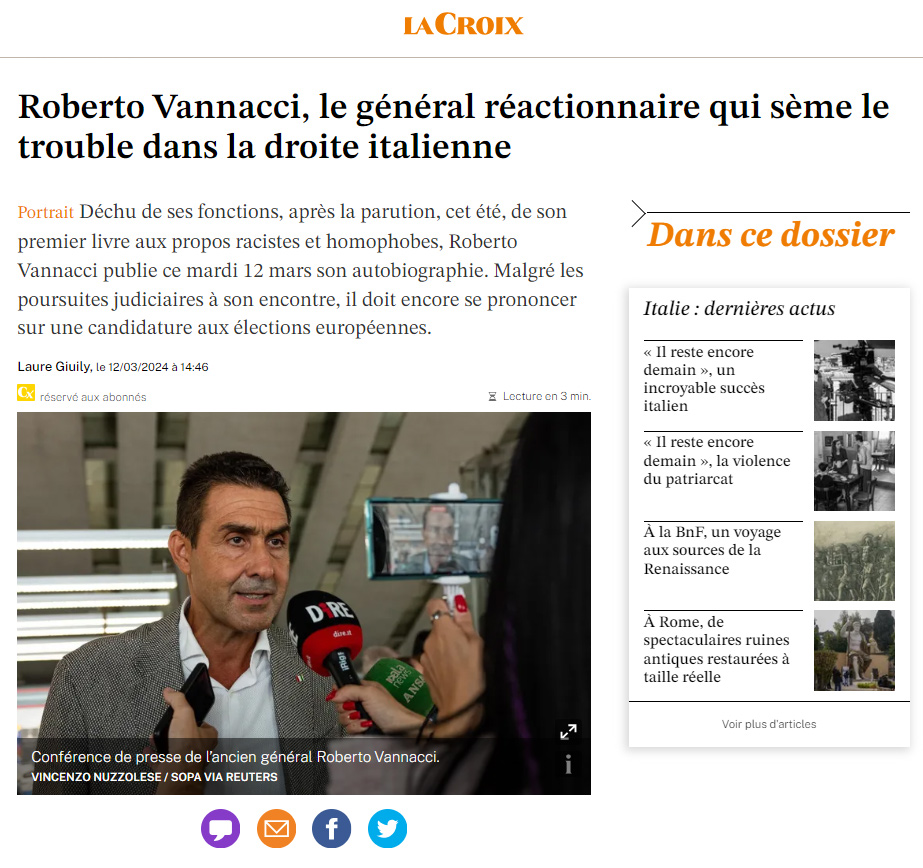 LACROIX
Roberto Vannacci, le général réactionnaire qui sème le
trouble dans la droite italienne
Portrait Déchu de ses fonctions, après la parution, cet été, de son
premier livre aux propos racistes et homophobes, Roberto
Vannacci publie ce mardi 12 mars son autobiographie. Malgré les
poursuites judiciaires à son encontre, il doit encore se prononcer
sur une candidature aux élections européennes.
Laure Giuily, le 12/03/2024 à 14:46
Cx réservé aux abonnés
Lecture en 3 min.
DIRE
dire.it
ANS
Conférence de presse de l'ancien général Roberto Vannacci.
VINCENZO NUZZOLESE / SOPA VIA REUTERS
Dans ce dossier
Italie : dernières actus
« Il reste encore
demain », un
incroyable succès
italien
« Il reste encore
demain », la violence
du patriarcat
À la BnF, un voyage
aux sources de la
Renaissance
À Rome, de
spectaculaires ruines
antiques restaurées à
taille réelle
Voir plus d'articles